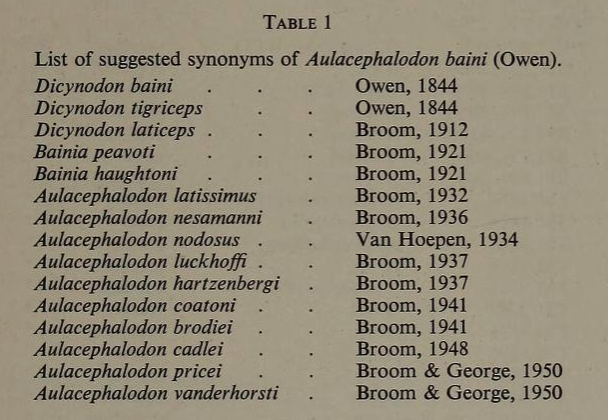 TABLE 1
List of suggested synonyms of Aulacephalodon baini (Owen).
Dicynodon baini . . . Owen, 1844
Dicynodon tigriceps . . Owen, 1844
Dicynodon laticeps . . . Broom, 1912
Bainia peavoti . . . Broom, 1921
Bainia haughtoni . . . Broom, 1921
Aulacephalodon latissimus . Broom, 1932
Aulacephalodon nesamanni . Broom, 1936
Aulacephalodon nodosus . . Van Hoepen, 1934
Aulacephalodon luckhoffi . . Broom, 1937
Aulacephalodon hartzenbergi . Broom, 1937
Aulacephalodon coatoni . . Broom, 1941
Aulacephalodon brodiei . . Broom, 1941
Aulacephalodon cadlei . . Broom, 1948
Aulacephalodon pricei . . Broom & George, 1950
Aulacephalodon vanderhorsti . Broom & George, 1950